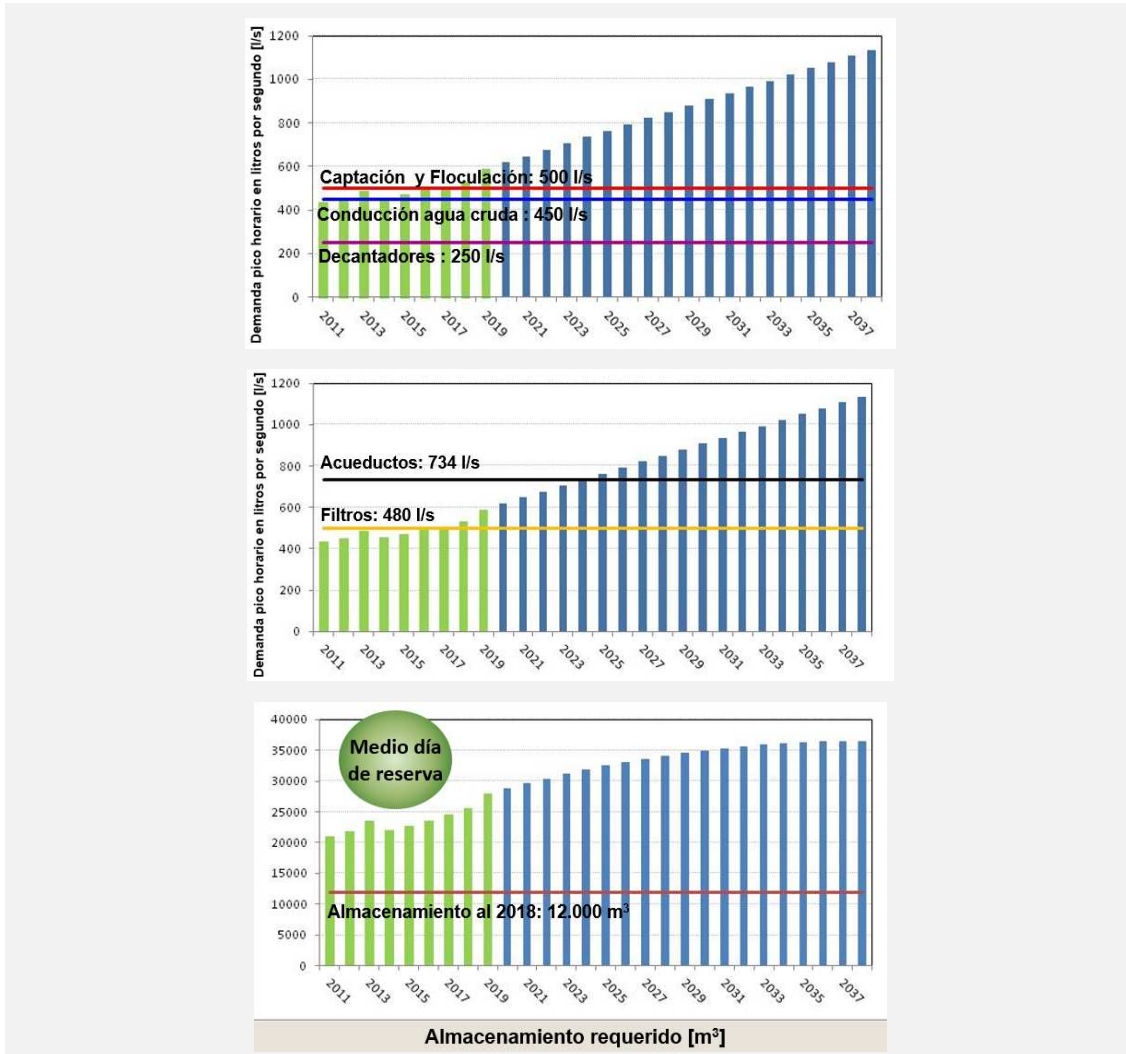 Demanda pico horario en litros por segundo [l/s]
1200
1000
800
600
400
200
0
Captación y Floculación: 500 l/s
Conducción agua cruda : 450 l/s
Decantadores : 250 l/s
2011 2013 2015 2017 2019 2021 2023 2025 2027 2029 2031 2033 2035 2037
Demanda pico horario en litros por segundo [l/s]
1200
1000
800
600
400
200
0
Acueductos: 734 l/s
Filtros: 480 l/s
2011 2013 2015 2017 2019 2021 2023 2025 2027 2029 2031 2033 2035 2037
40000
35000
30000
25000
20000
15000
10000
5000
0
Medio día
de reserva
Almacenamiento al 2018: 12.000 m³
2011 2013 2015 2017 2019 2021 2023 2025 2027 2029 2031 2033 2035 2037
Almacenamiento requerido [m³]